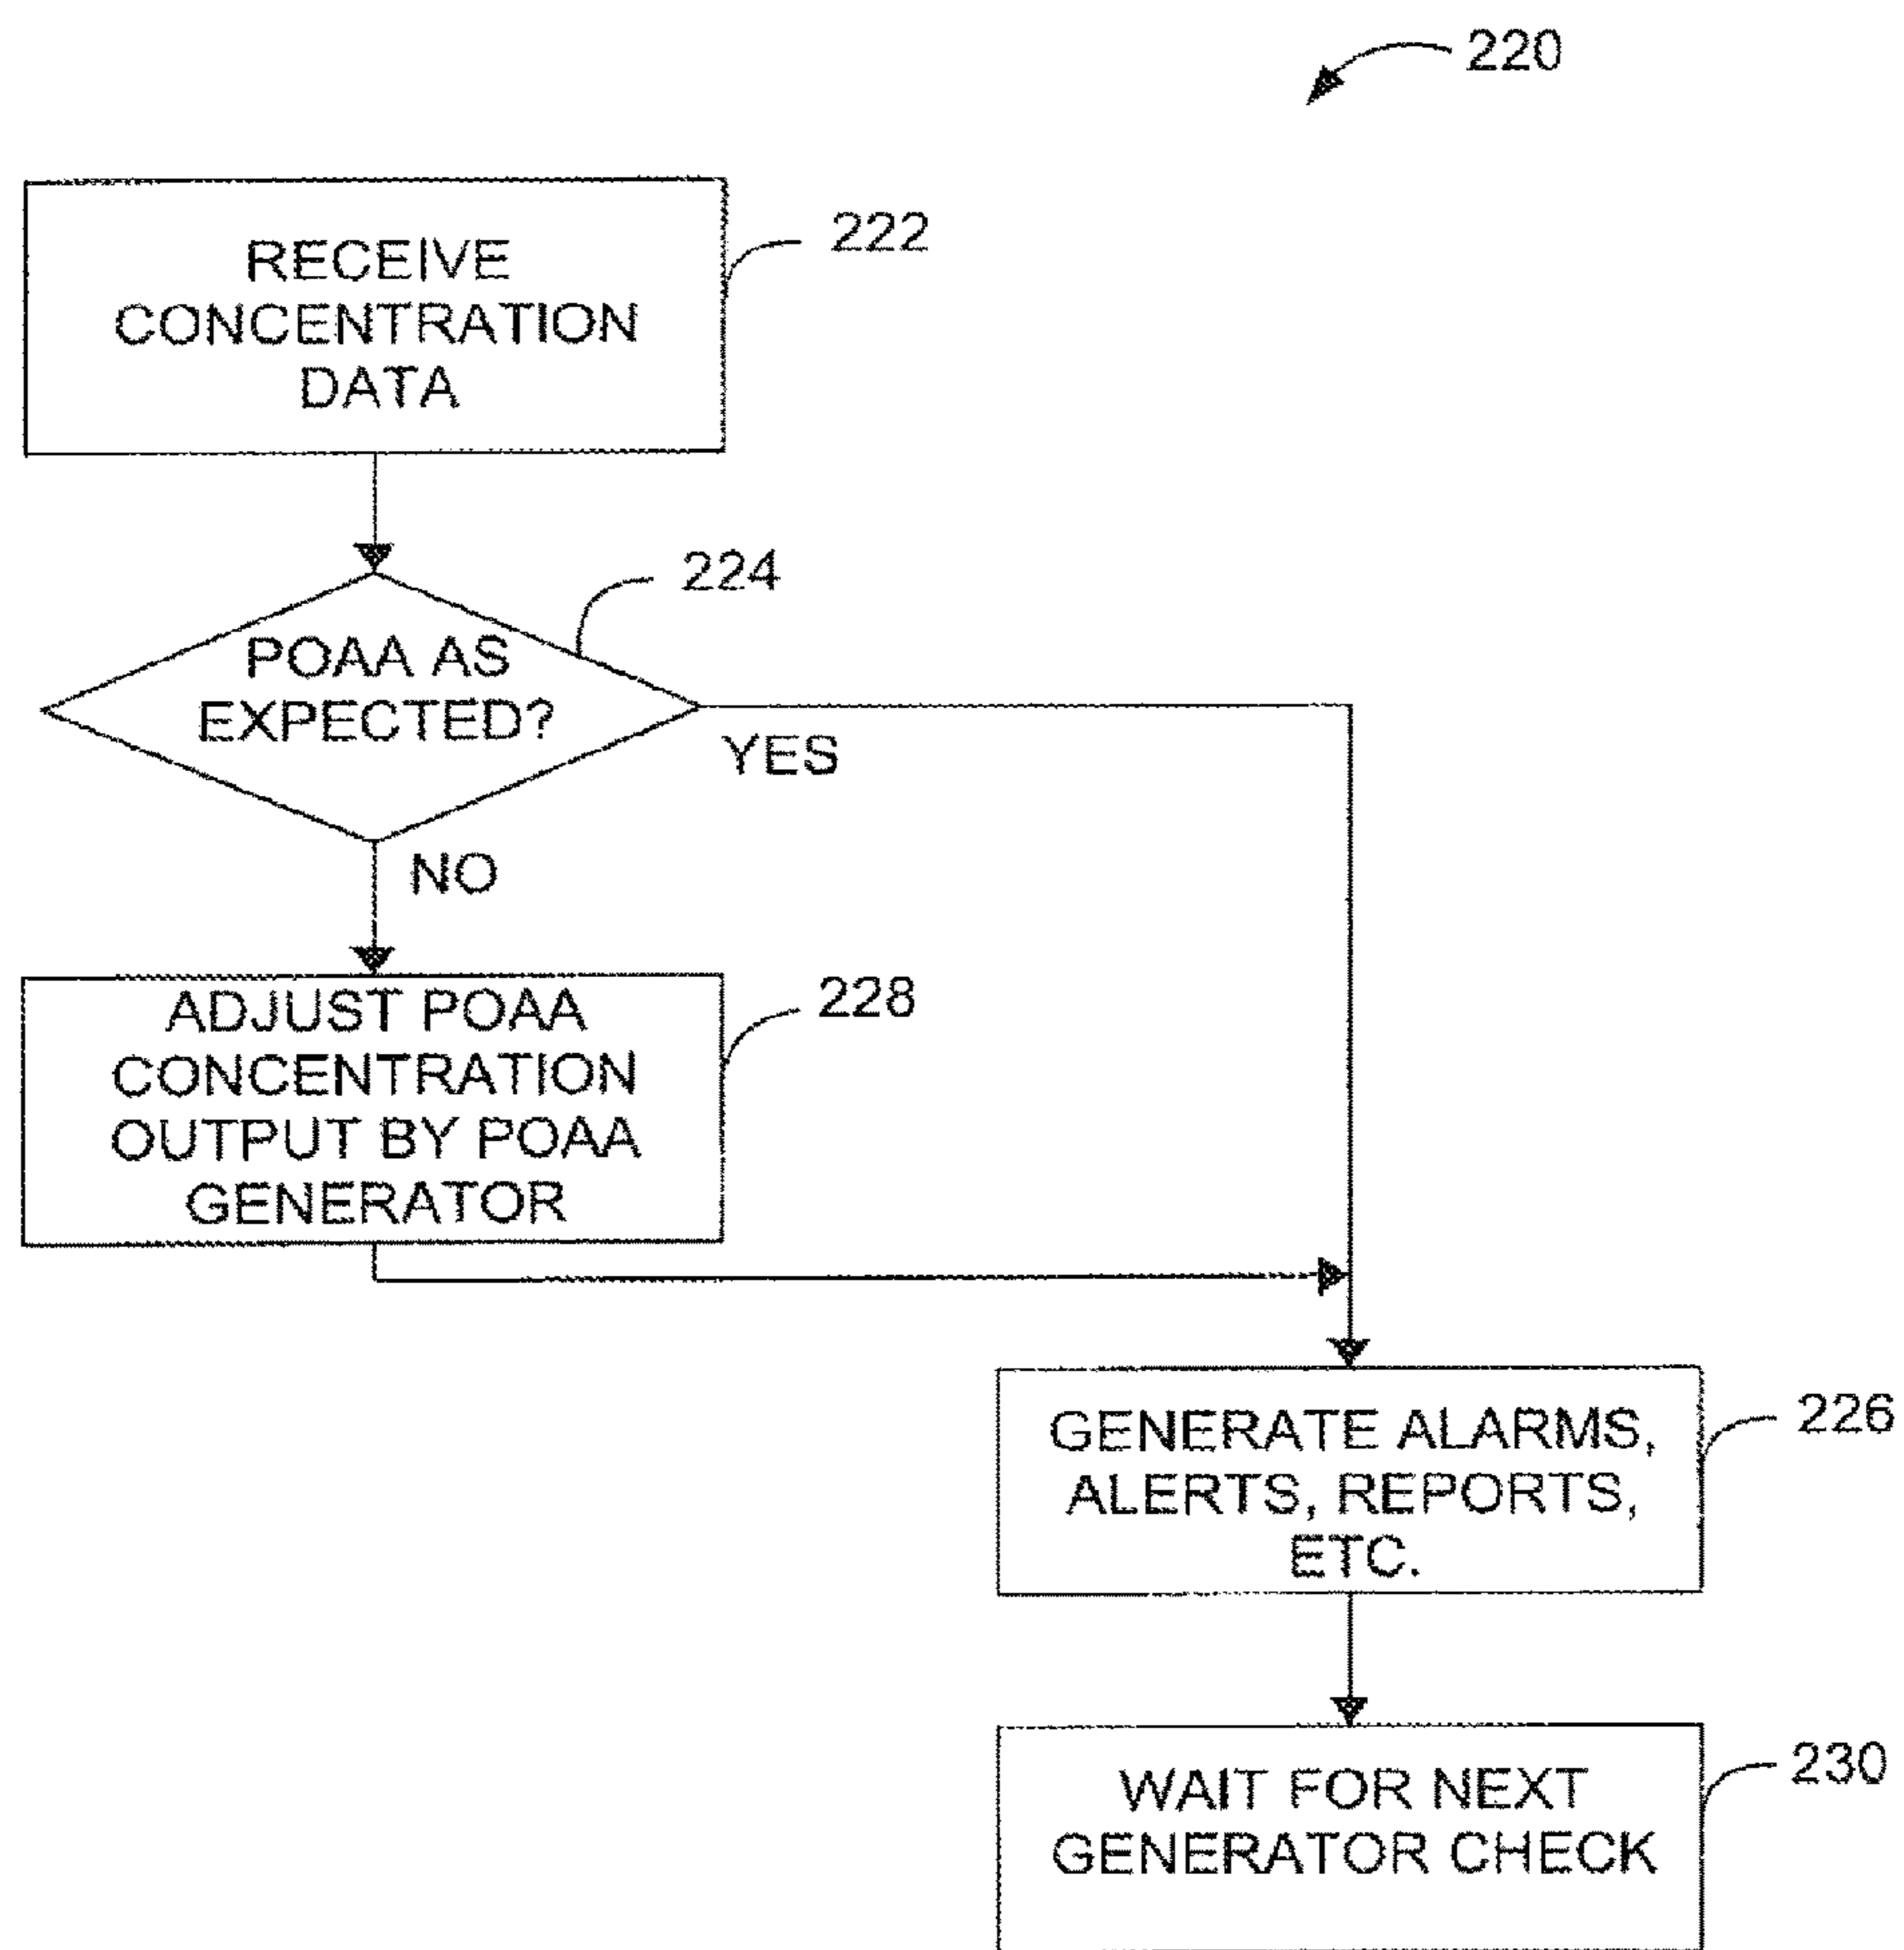 220
RECEIVE
CONCENTRATION
DATA
222
POAA AS
EXPECTED?
224
YES
NO
ADJUST POAA
CONCENTRATION
OUTPUT BY POAA
GENERATOR
228
GENERATE ALARMS,
ALERTS, REPORTS,
ETC.
226
WAIT FOR NEXT
GENERATOR CHECK
230